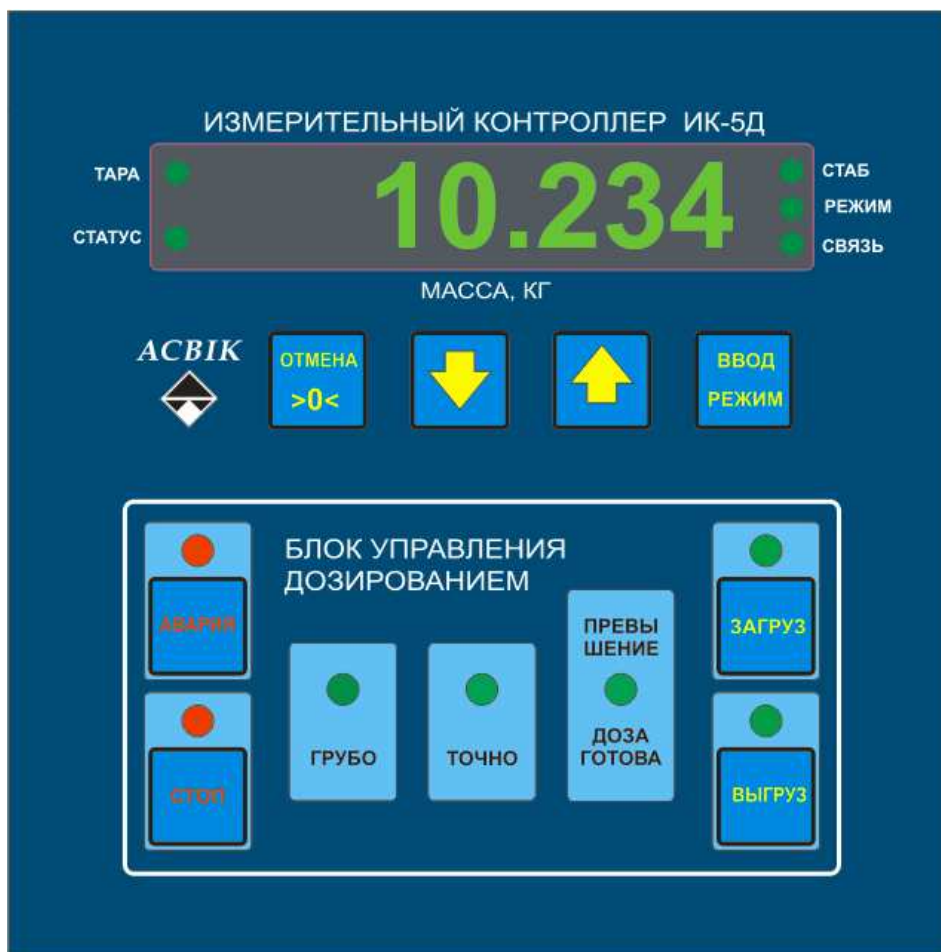 ИЗМЕРИТЕЛЬНЫЙ КОНТРОЛЛЕР ИК-5Д
ТАРА
СТАТУС
10.234
СТАБ
РЕЖИМ
СВЯЗЬ
МАССА, КГ
АСВІК
ОТМЕНА
>0<
ВВОД
РЕЖИМ
БЛОК УПРАВЛЕНИЯ
ДОЗИРОВАНИЕМ
АВАРИЯ
СТОП
ГРУБО
ТОЧНО
ПРЕВЫ
ШЕНИЕ
ДОЗА
ГОТОВА
ЗАГРУЗ
ВЫГРУЗ